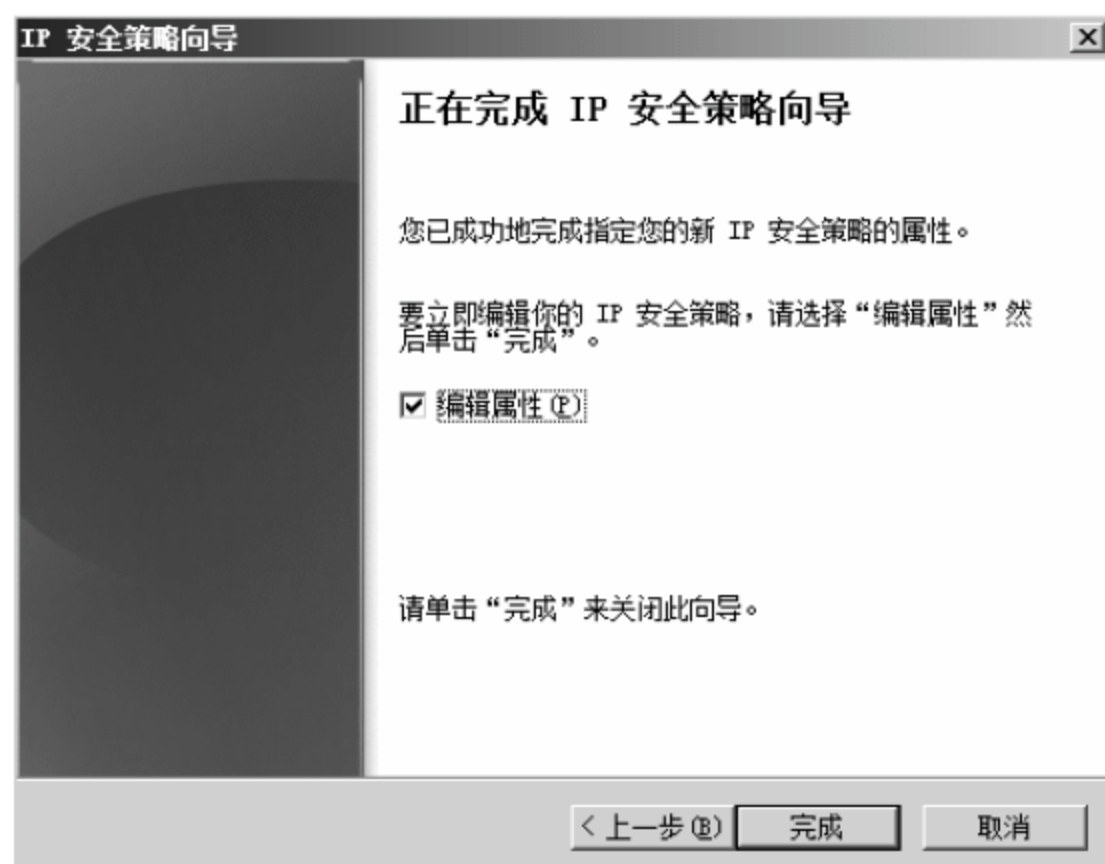 IP 安全策略向导
正在完成 IP 安全策略向导
您已成功地完成指定您的新 IP 安全策略的属性。
要立即编辑你的 IP 安全策略，请选择“编辑属性”然
后单击“完成”。
编辑属性(P)
请单击“完成”来关闭此向导。
<上一步(B) 完成 取消